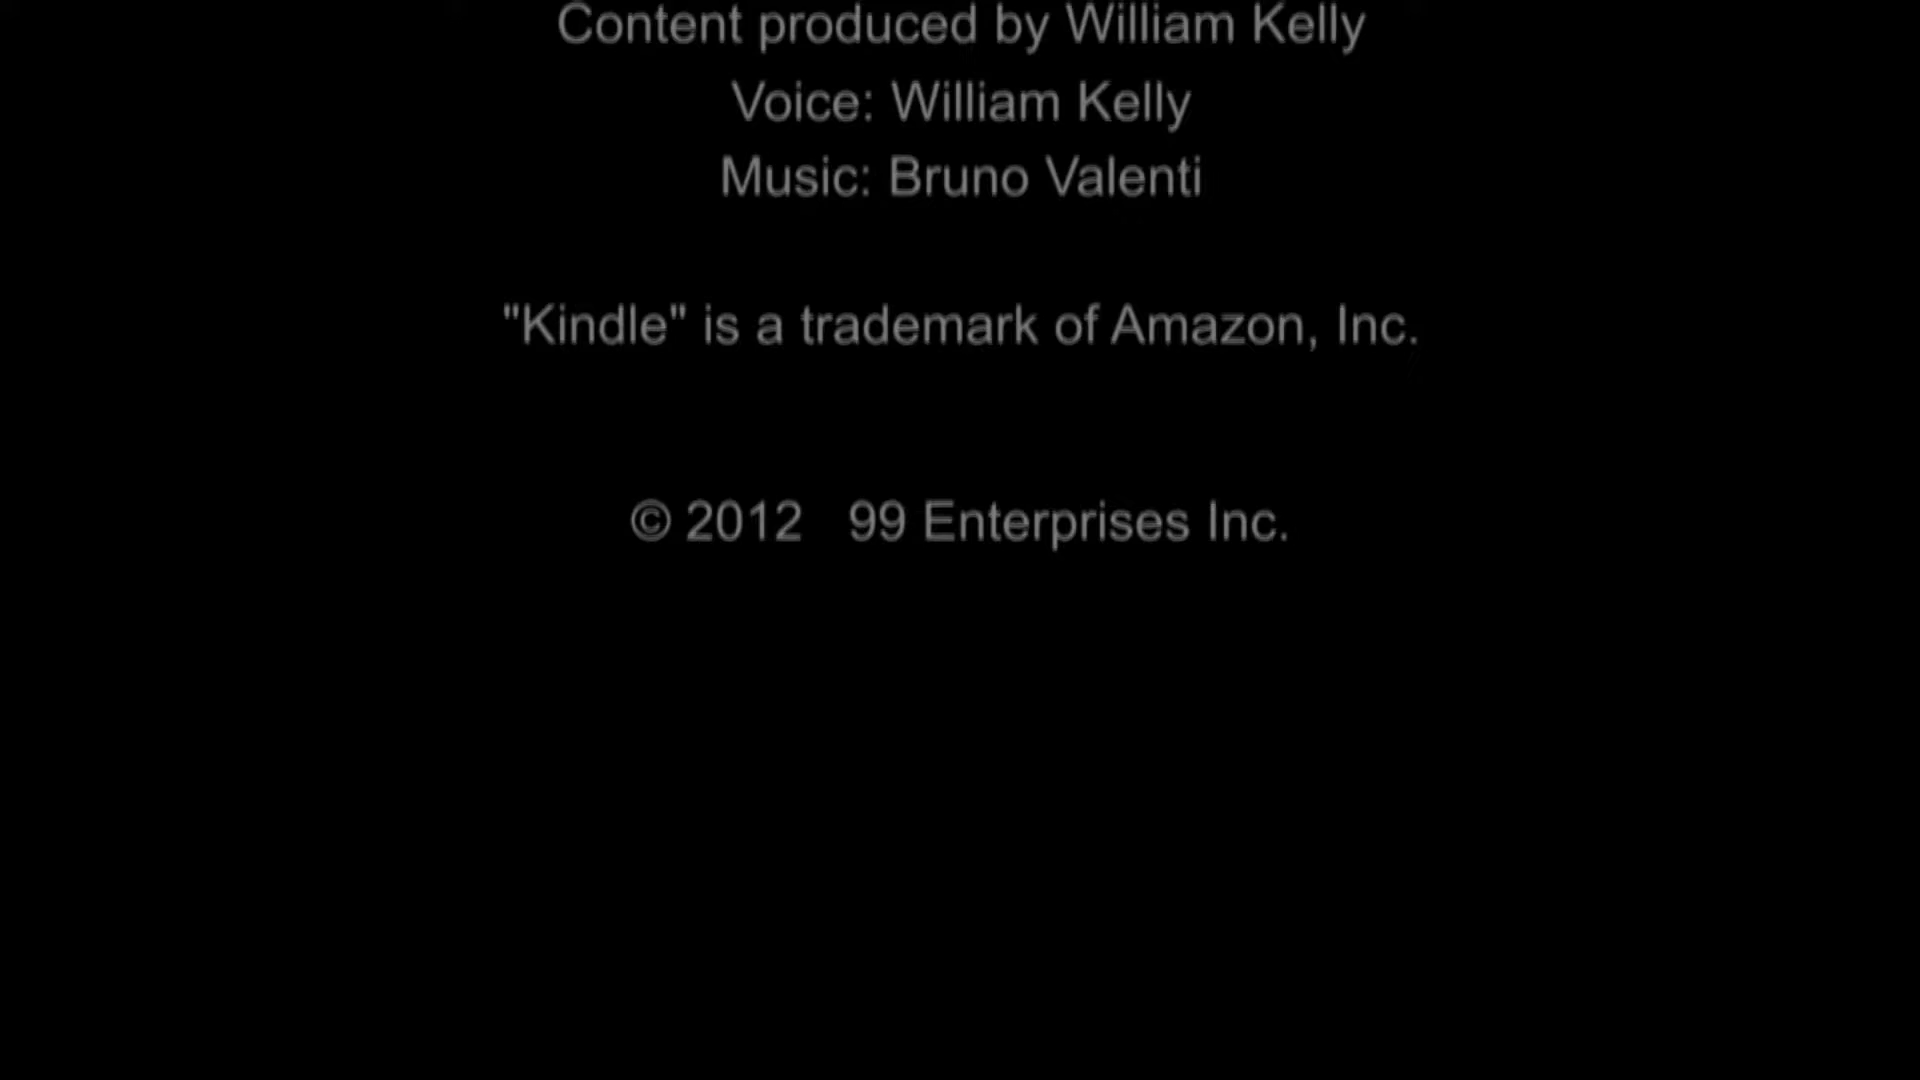 Content produced by William Kelly
Voice: William Kelly
Music: Bruno Valenti
"Kindle" is a trademark of Amazon, Inc.
© 2012   99 Enterprises Inc.